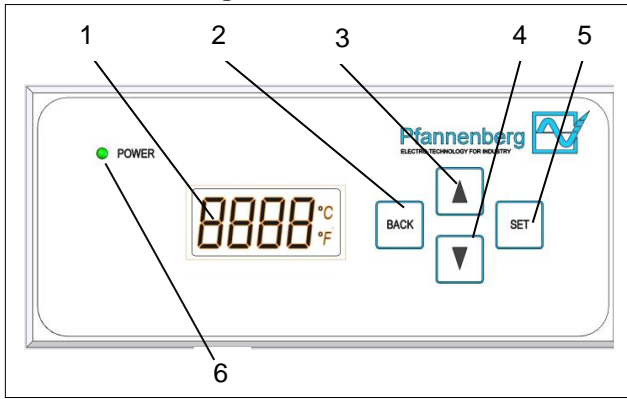 1 2 3 4 5
Pfannenberg
ELECTRO TECHNOLOGY FOR INDUSTRY
POWER
8888 °C
°F
BACK
SET
6